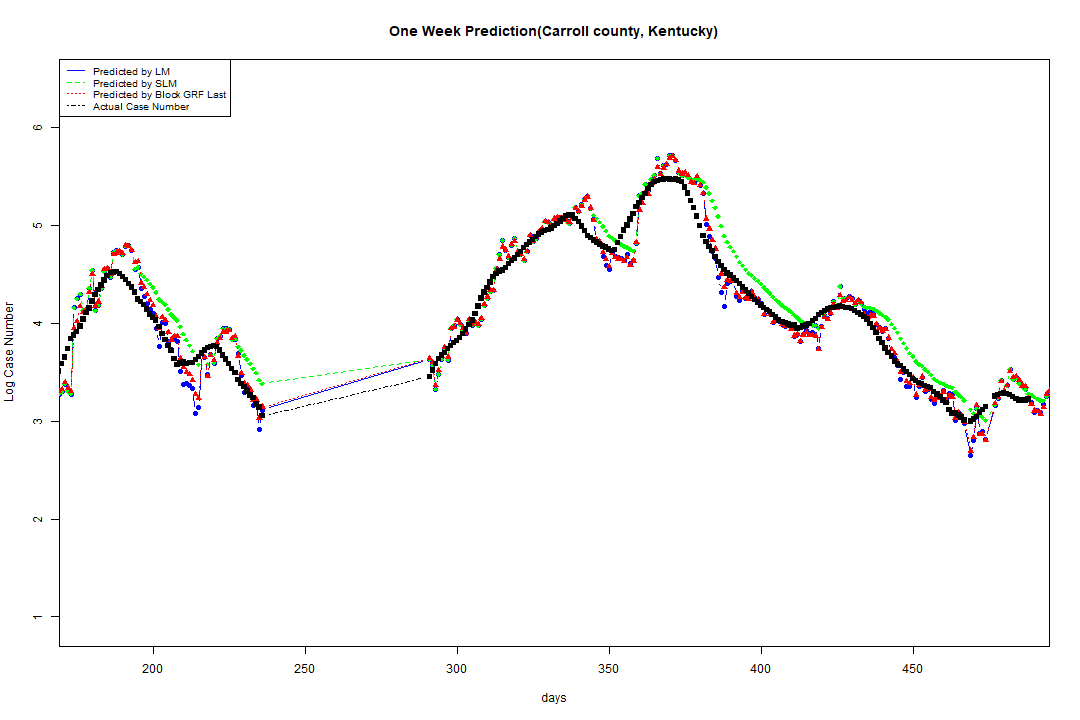 One Week Prediction(Carroll county, Kentucky)
Predicted by LM
Predicted by SLM
Predicted by Block GRF Last
Actual Case Number
Log Case Number
6
5
4
3
2
1
200 250 300 350 400 450
days